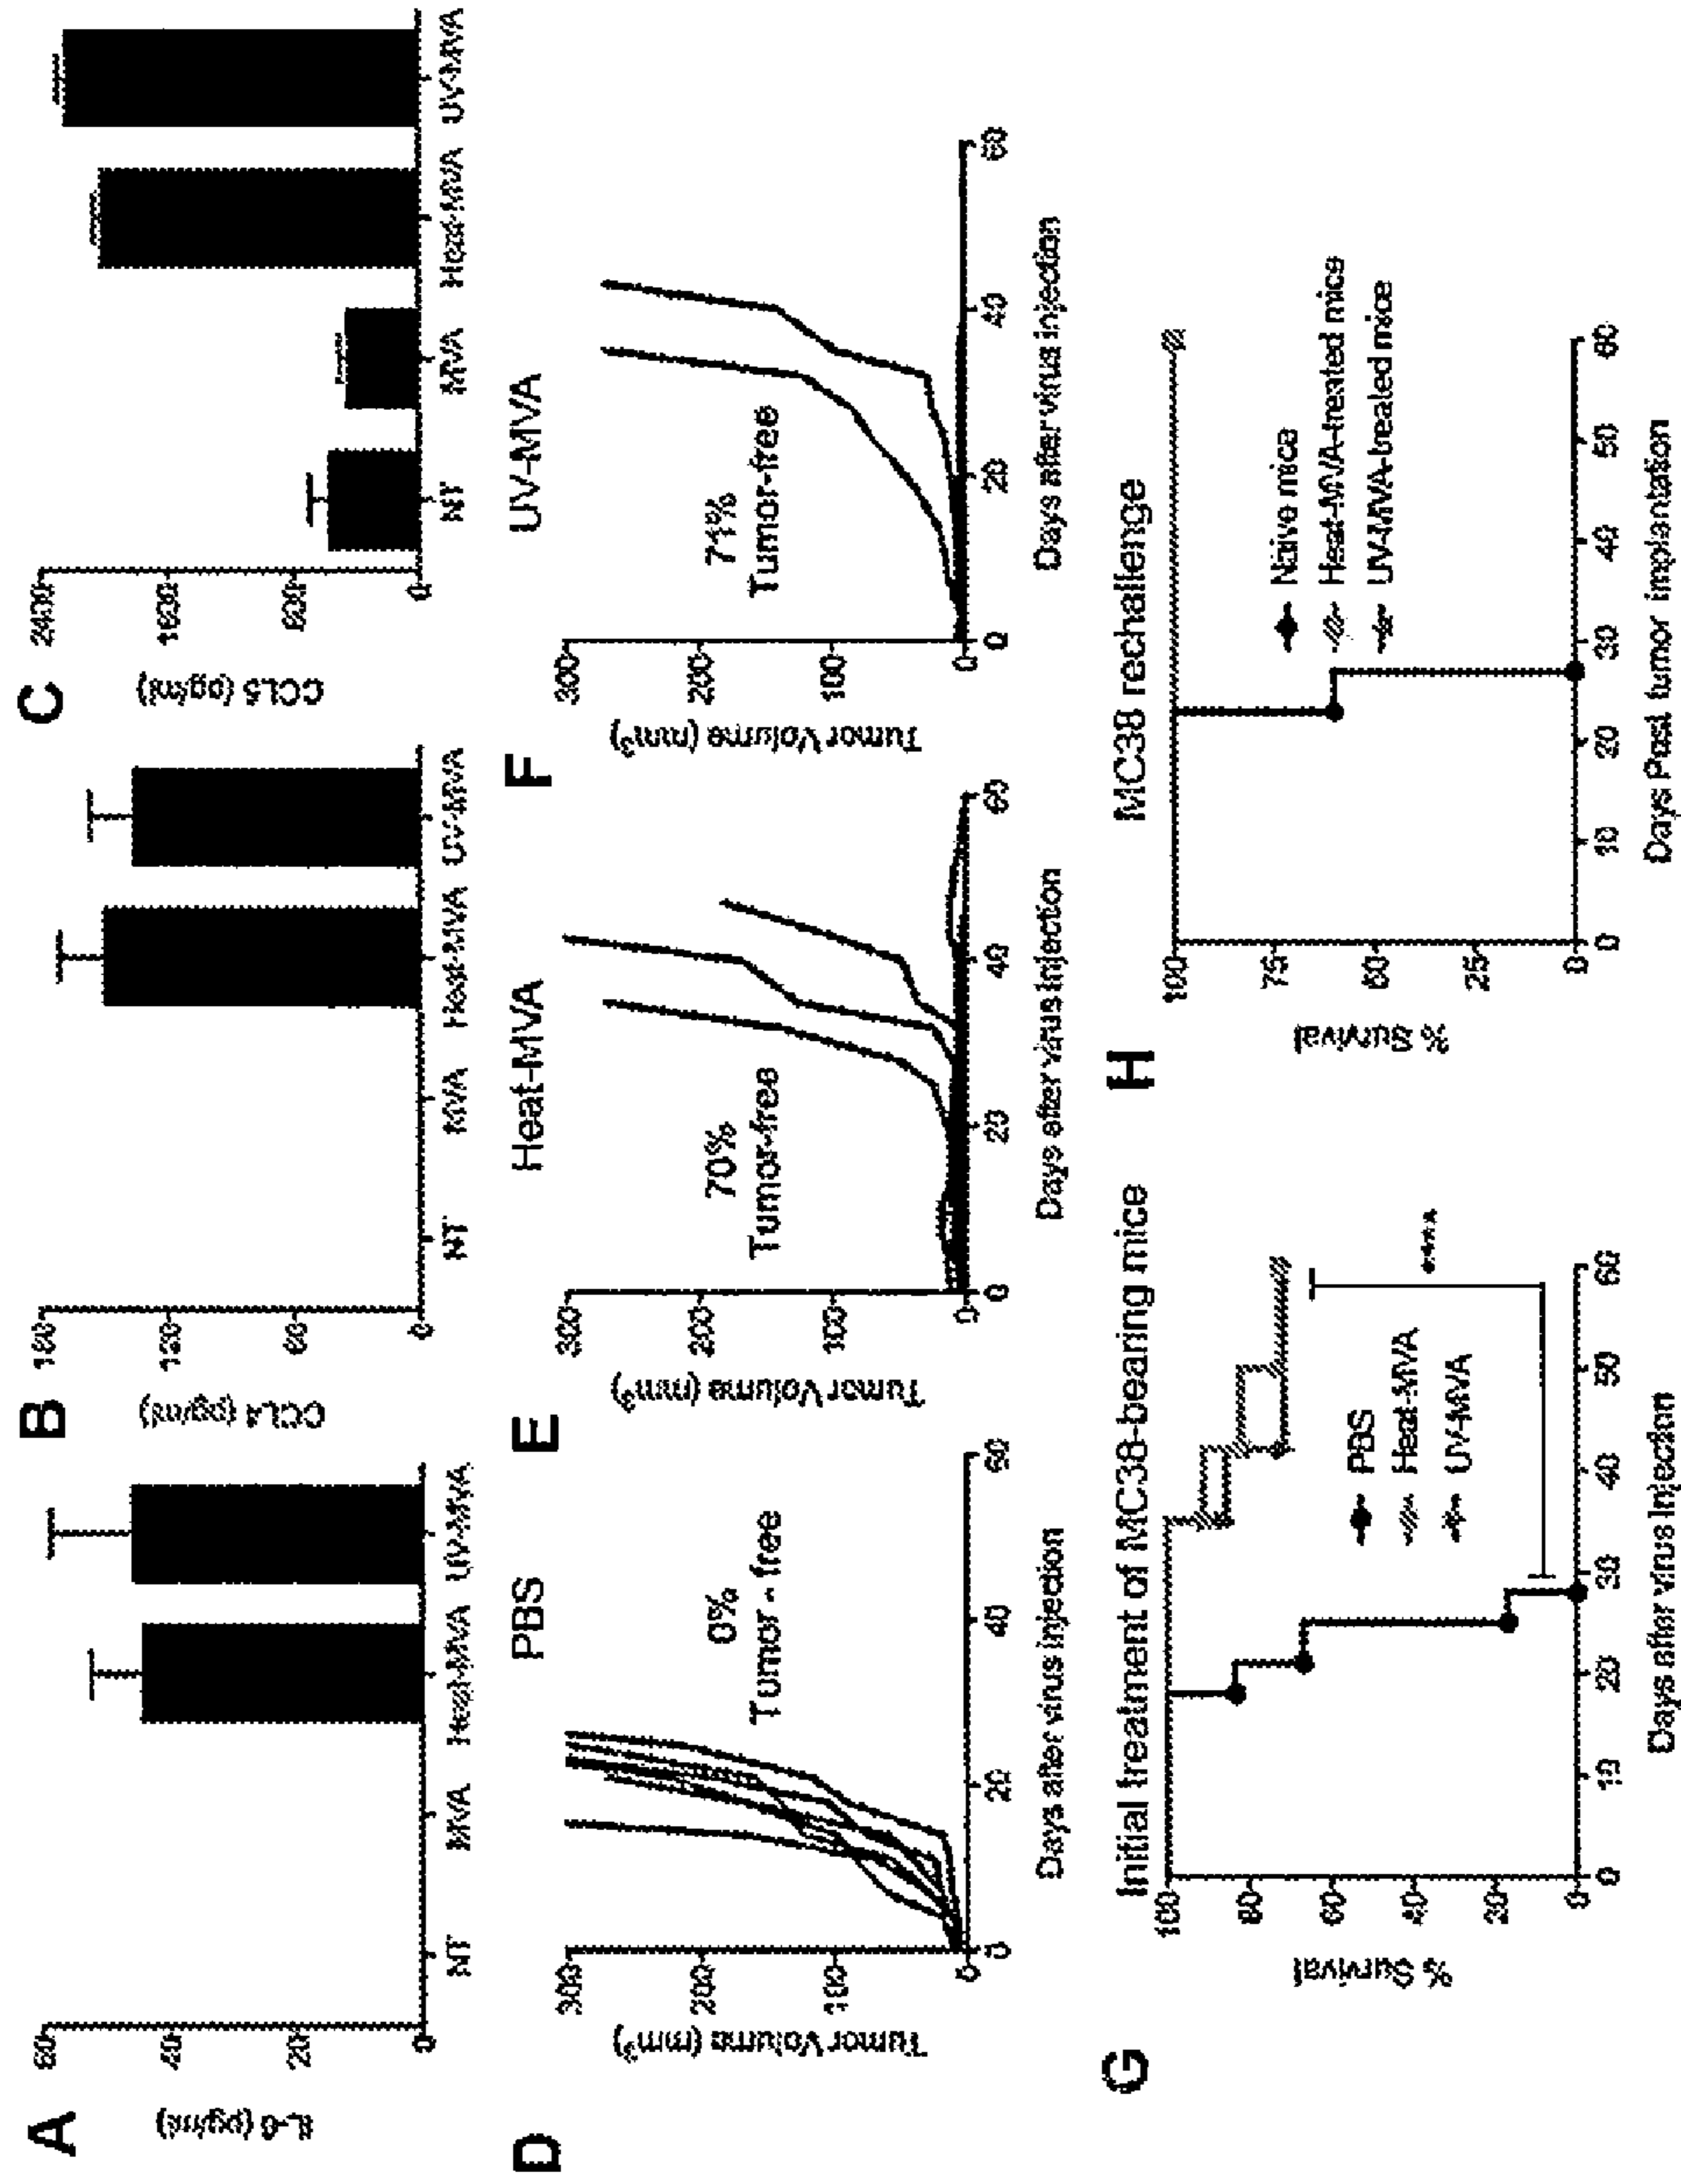 A
IL-6 (pg/ml)
60
40
20
0
NT MVA Heat-MVA UV-MVA
B
CCL4 (pg/ml)
180
120
60
0
NT MVA Heat-MVA UV-MVA
C
CCL5 (pg/ml)
2400
1600
800
0
NT MVA Heat-MVA UV-MVA
D
PBS
Tumor Volume (mm³)
300
200
100
0
0% 
Tumor-free
0 20 40 60
Days after virus injection
E
Heat-MVA
Tumor Volume (mm³)
300
200
100
0
70%
Tumor-free
0 20 40 60
Days after virus injection
F
UV-MVA
Tumor Volume (mm³)
300
200
100
0
71%
Tumor-free
0 20 40 60
Days after virus injection
G
Initial treatment of MC38-bearing mice
% Survival
100
80
60
40
20
0
PBS
Heat-MVA
UV-MVA
****
0 10 20 30 40 50 60
Days after virus injection
H
MC38 rechallenge
% Survival
100
75
50
25
0
Naive mice
Heat-MVA-treated mice
UV-MVA-treated mice
0 10 20 30 40 50 60
Days Post tumor implantation